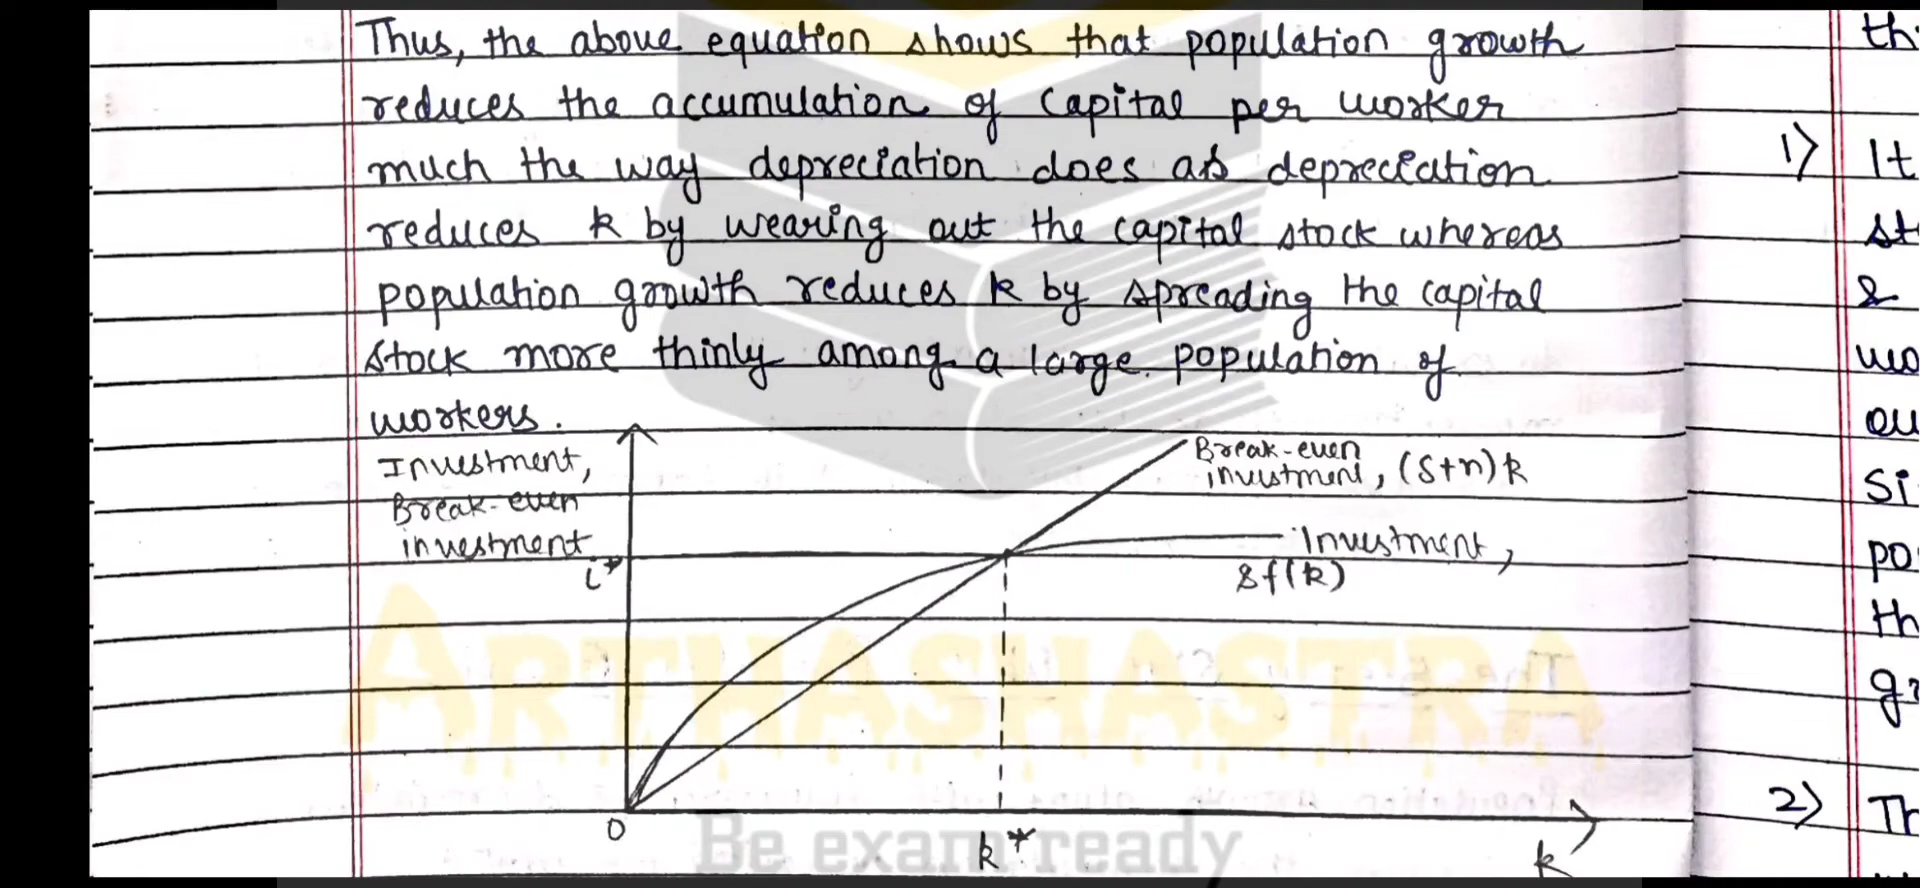 Thus, the above equation shows that population growth
reduces the accumulation of capital per worker
much the way depreciation does as depreciation
reduces k by wearing out the capital stock whereas
population growth reduces k by spreading the capital
stock more thinly among a large population of
workers.
Investment,
Break-even
investment
Break-even
investment, (δ+n)k
i*
Investment,
sf(k)
0
k*
k
ARTHASHASTRA
Be exam ready
1) It
&
2) Th